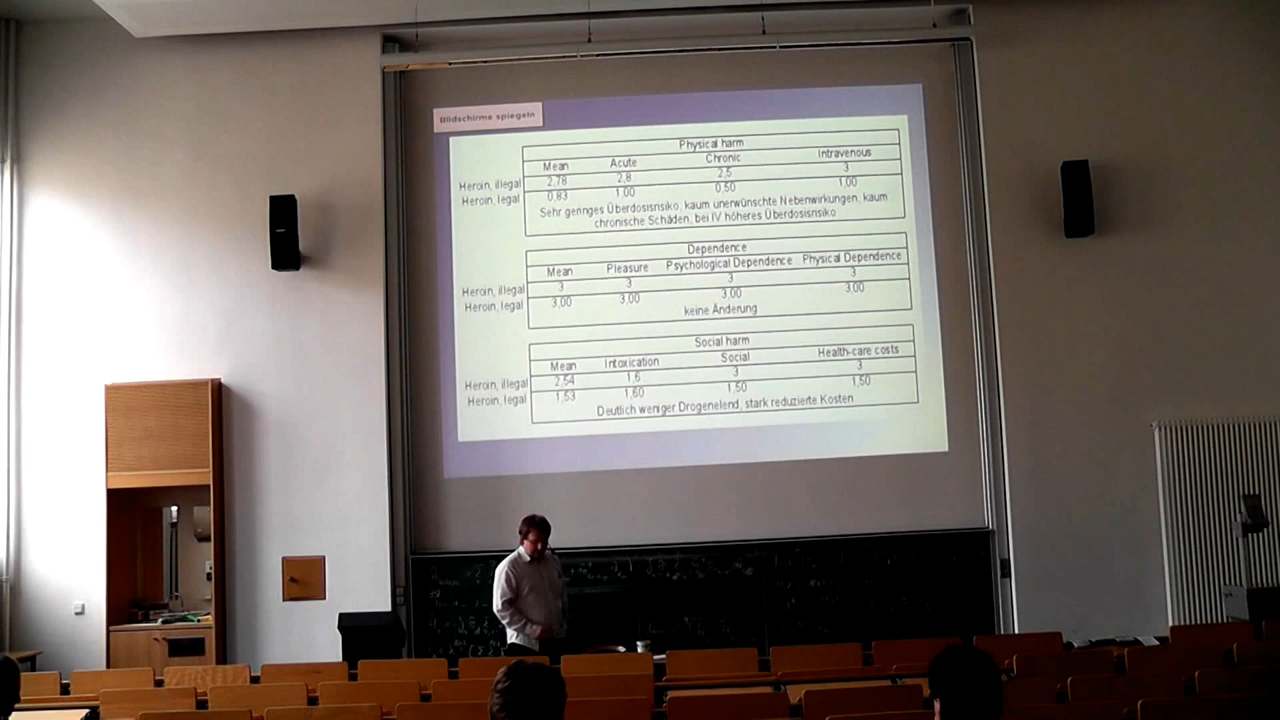 Bildschirme spiegeln
Physical harm
Mean Acute Chronic Intravenous
Heroin, illegal 2,78 2,8 2,5 3
Heroin, legal 0,83 1,00 0,50 1,00
Sehr geringes Überdosisrisiko, kaum unerwünschte Nebenwirkungen, kaum
chronische Schäden, bei IV höheres Überdosisrisiko
Dependence
Mean Pleasure Psychological Dependence Physical Dependence
Heroin, illegal 3 3 3 3
Heroin, legal 3,00 3,00 3,00 3,00
keine Änderung
Social harm
Mean Intoxication Social Health-care costs
Heroin, illegal 2,54 1,6 3 3
Heroin, legal 1,53 1,60 1,50 1,50
Deutlich weniger Drogenelend, stark reduzierte Kosten